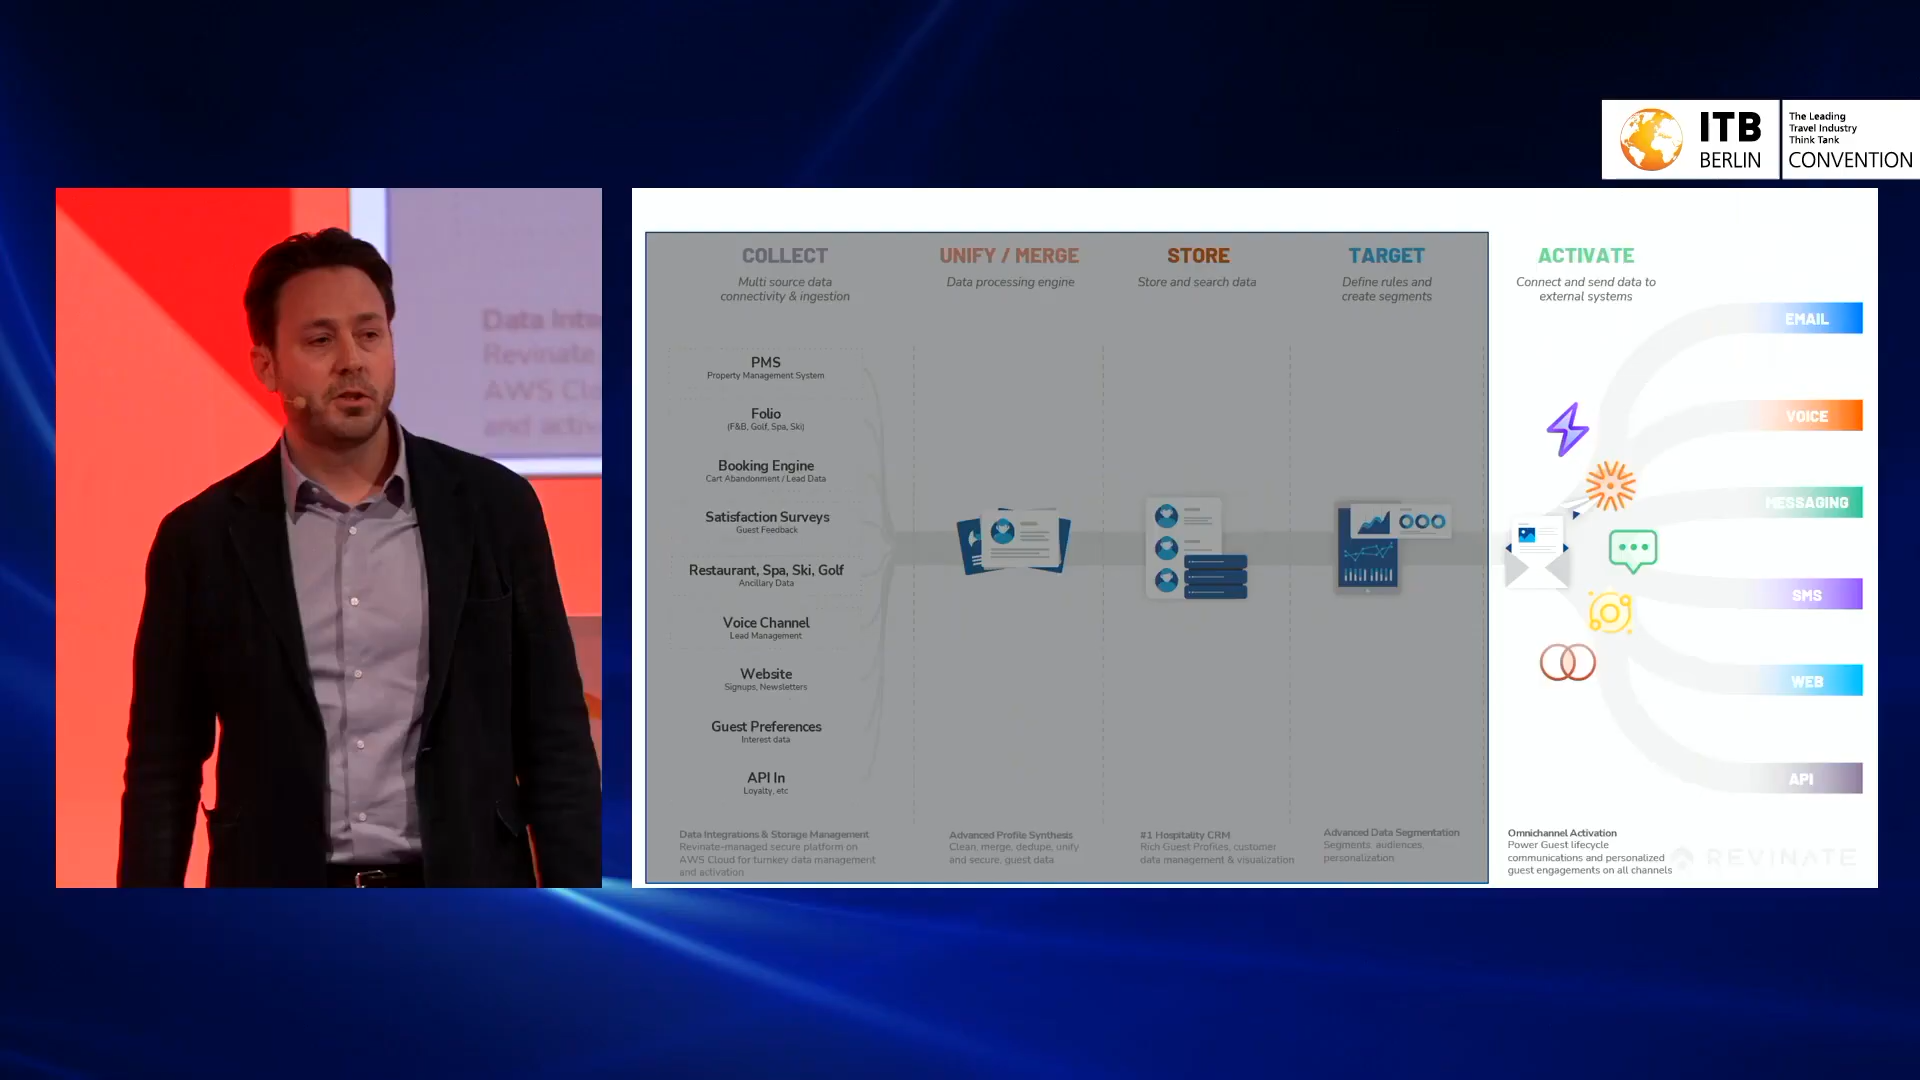 ITB
BERLIN
The Leading
Travel Industry
Think Tank
CONVENTION
Data Inte
Revinate
AWS Clo
and activ
COLLECT
Multi source data
connectivity & ingestion
UNIFY / MERGE
Data processing engine
STORE
Store and search data
TARGET
Define rules and
create segments
ACTIVATE
Connect and send data to
external systems
PMS
Property Management System
Folio
(F&B, Golf, Spa, Ski)
Booking Engine
Cart Abandonment / Lead Data
Satisfaction Surveys
Guest Feedback
Restaurant, Spa, Ski, Golf
Ancillary Data
Voice Channel
Lead Management
Website
Signups, Newsletters
Guest Preferences
Interest data
API In
Loyalty, etc
EMAIL
VOICE
MESSAGING
SMS
WEB
API
Data Integrations & Storage Management
Revinate-managed secure platform on
AWS Cloud for turnkey data management
and activation
Advanced Profile Synthesis
Clean, merge, dedupe, unify
and secure, guest data
#1 Hospitality CRM
Rich Guest Profiles, customer
data management & visualization
Advanced Data Segmentation
Segments, audiences,
personalization
Omnichannel Activation
Power Guest lifecycle
communications and personalized
guest engagements on all channels
REVINATE